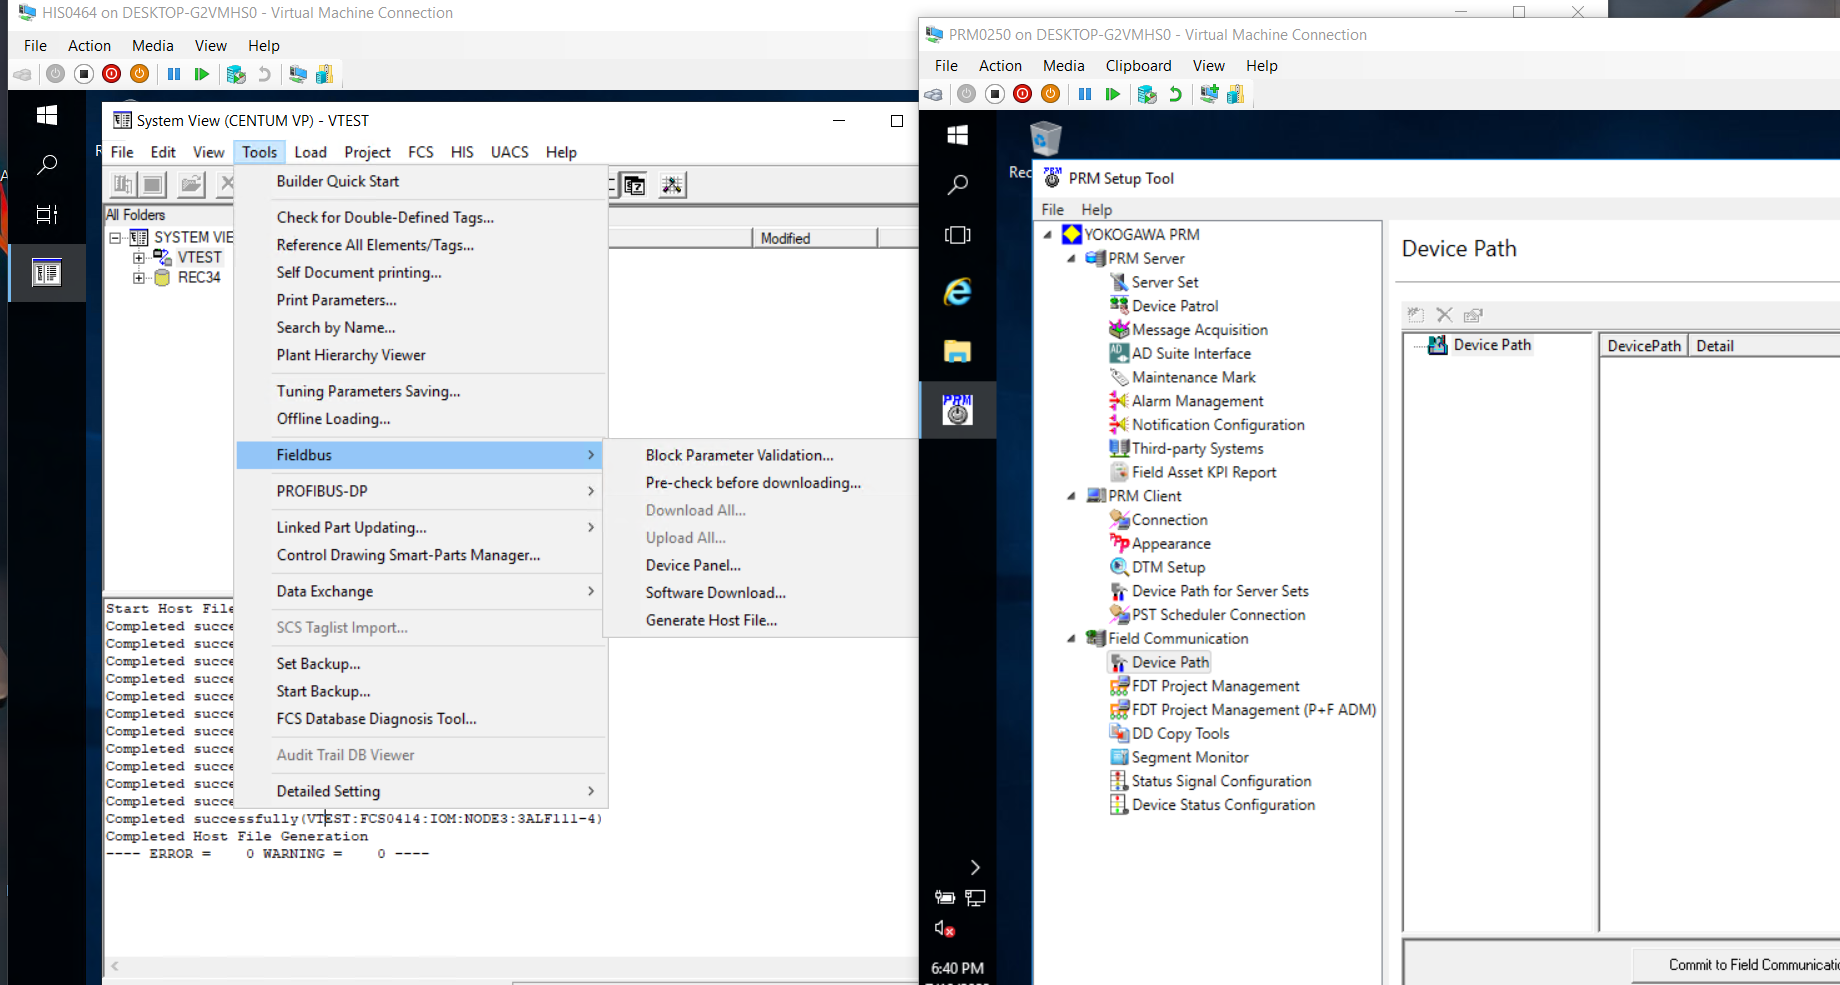 HIS0464 on DESKTOP-G2VMHS0 - Virtual Machine Connection
File Action Media View Help
System View (CENTUM VP) - VTEST
File Edit View Tools Load Project FCS HIS UACS Help
All Folders
SYSTEM VIE
VTEST
REC34
Modified
Builder Quick Start
Check for Double-Defined Tags...
Reference All Elements/Tags...
Self Document printing...
Print Parameters...
Search by Name...
Plant Hierarchy Viewer
Tuning Parameters Saving...
Offline Loading...
Fieldbus
PROFIBUS-DP
Linked Part Updating...
Control Drawing Smart-Parts Manager...
Data Exchange
SCS Taglist Import...
Set Backup...
Start Backup...
FCS Database Diagnosis Tool...
Audit Trail DB Viewer
Detailed Setting
Block Parameter Validation...
Pre-check before downloading...
Download All...
Upload All...
Device Panel...
Software Download...
Generate Host File...
Start Host File
Completed succe
Completed succe
Completed succe
Completed succe
Completed succe
Completed succe
Completed succe
Completed succe
Completed succe
Completed succe
Completed succe
Completed successfully(VTEST:FCS0414:IOM:NODE3:3ALF111-4)
Completed Host File Generation
---- ERROR = 0 WARNING = 0 ----
PRM0250 on DESKTOP-G2VMHS0 - Virtual Machine Connection
File Action Media Clipboard View Help
Rec
PRM Setup Tool
File Help
YOKOGAWA PRM
PRM Server
Server Set
Device Patrol
Message Acquisition
AD Suite Interface
Maintenance Mark
Alarm Management
Notification Configuration
Third-party Systems
Field Asset KPI Report
PRM Client
Connection
Appearance
DTM Setup
Device Path for Server Sets
PST Scheduler Connection
Field Communication
Device Path
FDT Project Management
FDT Project Management (P+F ADM)
DD Copy Tools
Segment Monitor
Status Signal Configuration
Device Status Configuration
Device Path
Device Path
DevicePath Detail
Commit to Field Communicatio
PRM
6:40 PM